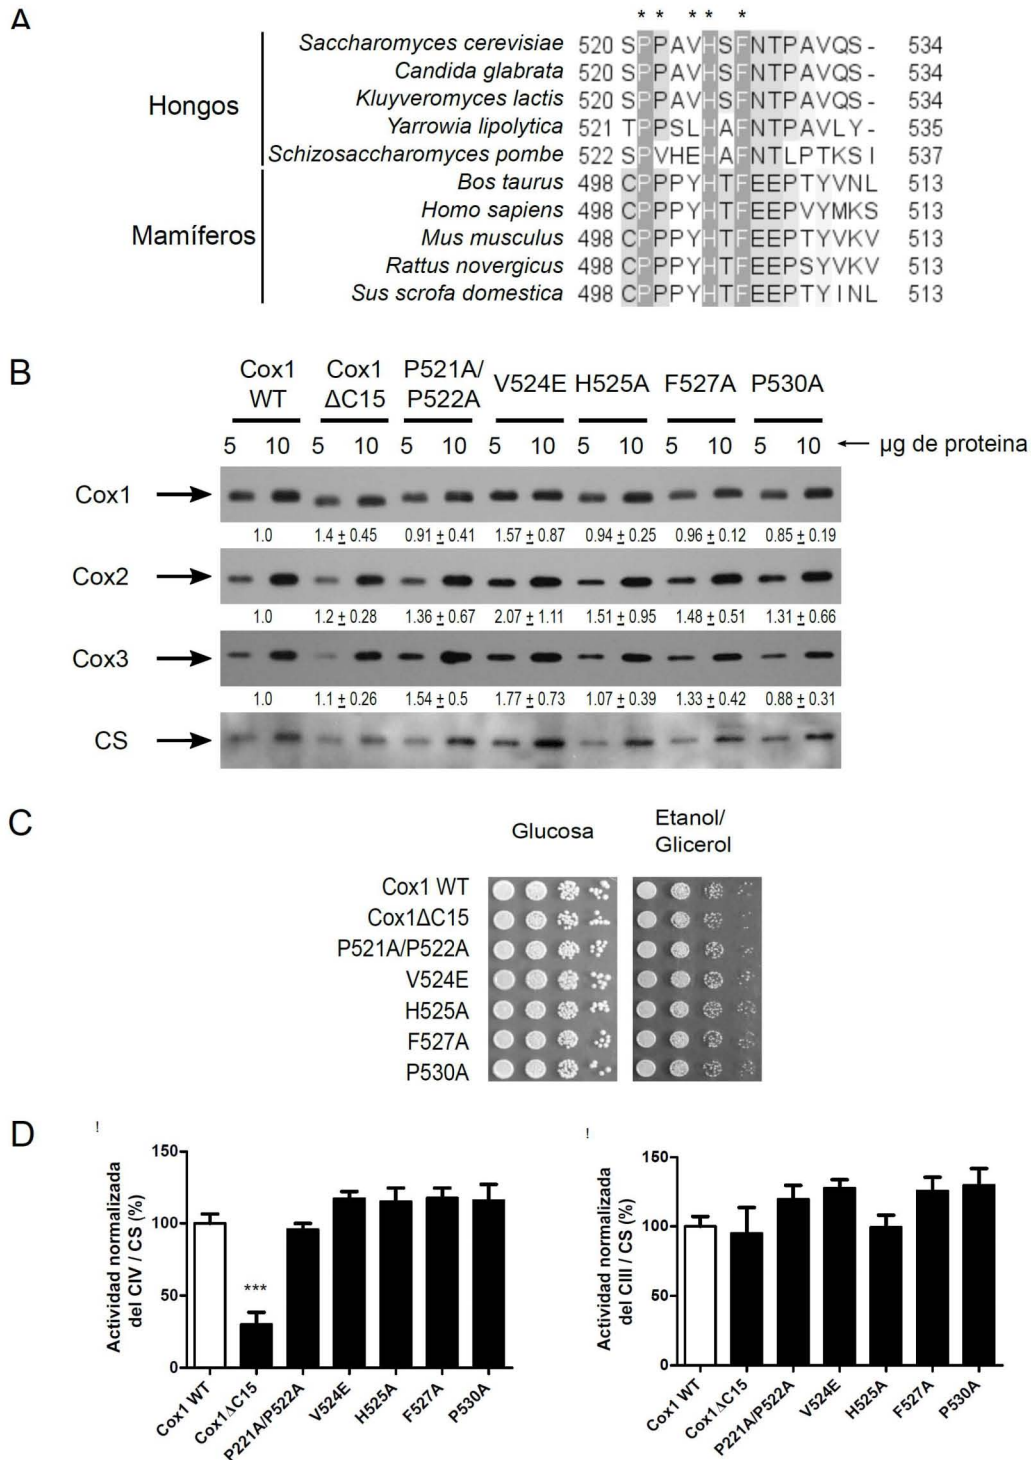 A
* * * * *
Saccharomyces cerevisiae 520 SPPAVHSFNTPAVQS- 534
Candida glabrata 520 SPPAVHSFNTPAVQS- 534
Hongos
Kluyveromyces lactis 520 SPPAVHSFNTPAVQS- 534
Yarrowia lipolytica 521 TPPSLHAFNTPAVLY- 535
Schizosaccharomyces pombe 522 SPVHEHAFNTLPTKSI 537
Bos taurus 498 CPPPYHTFEEPTYVNL 513
Homo sapiens 498 CPPPYHTFEEPVYMKS 513
Mamíferos
Mus musculus 498 CPPPYHTFEEPTYVKV 513
Rattus novergicus 498 CPPPYHTFEEPSYVKV 513
Sus scrofa domestica 498 CPPPYHTFEEPTYINL 513
B
Cox1 WT
Cox1 ΔC15
P521A/ P522A
V524E H525A F527A P530A
5 10 5 10 5 10 5 10 5 10 5 10 5 10 ← µg de proteina
Cox1
1.0 1.4 ± 0.45 0.91 ± 0.41 1.57 ± 0.87 0.94 ± 0.25 0.96 ± 0.12 0.85 ± 0.19
Cox2
1.0 1.2 ± 0.28 1.36 ± 0.67 2.07 ± 1.11 1.51 ± 0.95 1.48 ± 0.51 1.31 ± 0.66
Cox3
1.0 1.1 ± 0.26 1.54 ± 0.5 1.77 ± 0.73 1.07 ± 0.39 1.33 ± 0.42 0.88 ± 0.31
CS
C
Glucosa
Etanol/
Glicerol
Cox1 WT
Cox1ΔC15
P521A/P522A
V524E
H525A
F527A
P530A
D
!
Actividad normalizada
del CIV / CS (%)
150
100
50
0
***
Cox1 WT
Cox1ΔC15
P221A/P522A
V524E
H525A
F527A
P530A
!
Actividad normalizada
del CIII / CS (%)
150
100
50
0
Cox1 WT
Cox1ΔC15
P221A/P522A
V524E
H525A
F527A
P530A